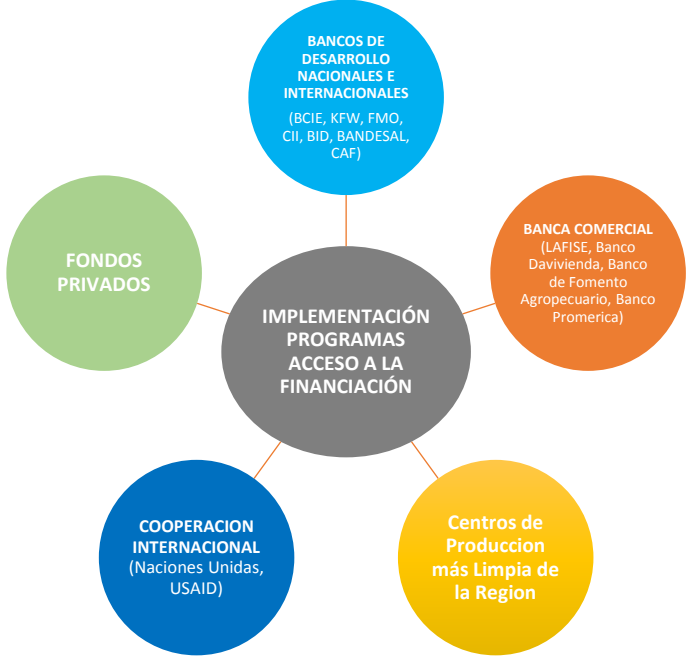 BANCOS DE
DESARROLLO
NACIONALES E
INTERNACIONALES
(BCIE, KFW, FMO,
CII, BID, BANDESAL,
CAF)
BANCA COMERCIAL
(LAFISE, Banco
Davivienda, Banco
de Fomento
Agropecuario, Banco
Promerica)
FONDOS
PRIVADOS
IMPLEMENTACIÓN
PROGRAMAS
ACCESO A LA
FINANCIACIÓN
COOPERACION
INTERNACIONAL
(Naciones Unidas,
USAID)
Centros de
Produccion
más Limpia de
la Region